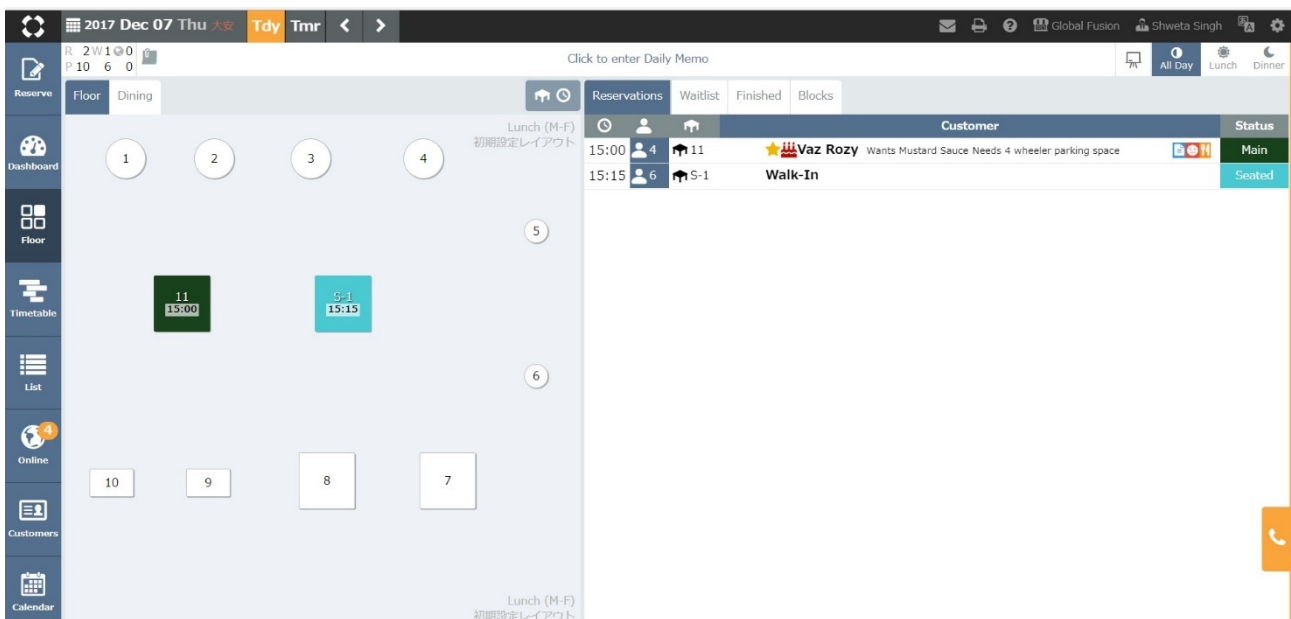 2017 Dec 07 Thu 大安 Tdy Tmr Global Fusion Shweta Singh
R 2 W 1 0
P 10 6 0
Click to enter Daily Memo
All Day Lunch Dinner
Reserve
Dashboard
Floor
Timetable
List
4
Online
Customers
Calendar
Floor Dining
Lunch (M-F)
初期設定レイアウト
1 2 3 4
5
11
15:00
S-1
15:15
6
10 9 8 7
Lunch (M-F)
初期設定レイアウト
Reservations Waitlist Finished Blocks
Customer Status
15:00 4 11 Vaz Rozy Wants Mustard Sauce Needs 4 wheeler parking space Main
15:15 6 S-1 Walk-In Seated